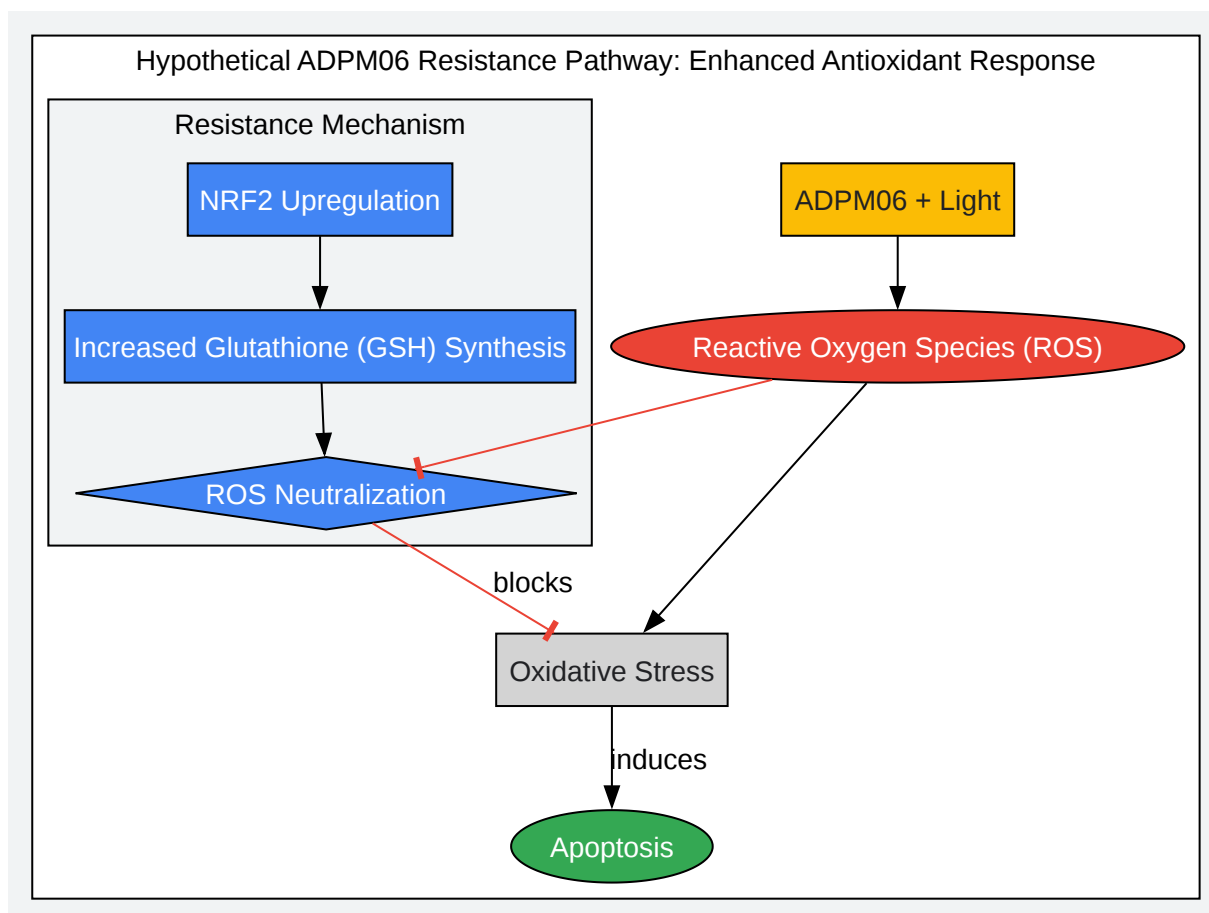 Hypothetical ADPM06 Resistance Pathway: Enhanced Antioxidant Response
Resistance Mechanism
NRF2 Upregulation
ADPM06 + Light
Increased Glutathione (GSH) Synthesis
Reactive Oxygen Species (ROS)
ROS Neutralization
blocks
Oxidative Stress
induces
Apoptosis